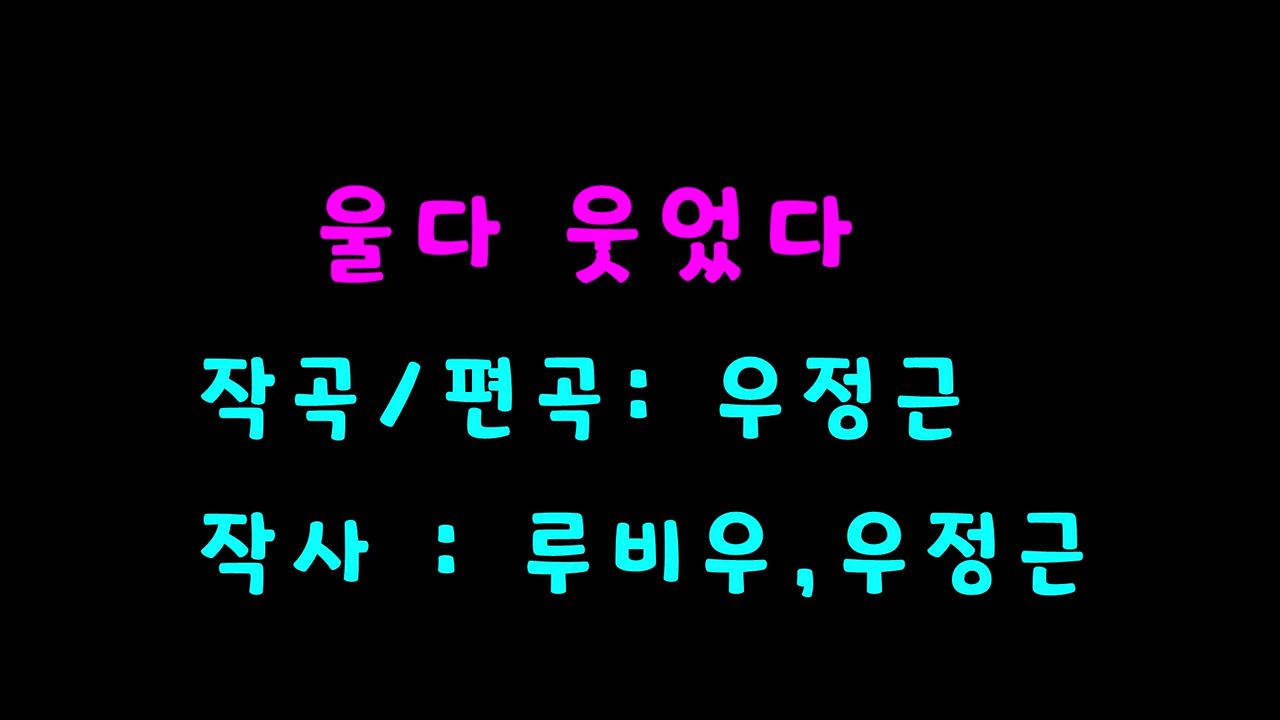 울다 웃었다
작곡/편곡: 우정근
작사 : 루비우,우정근